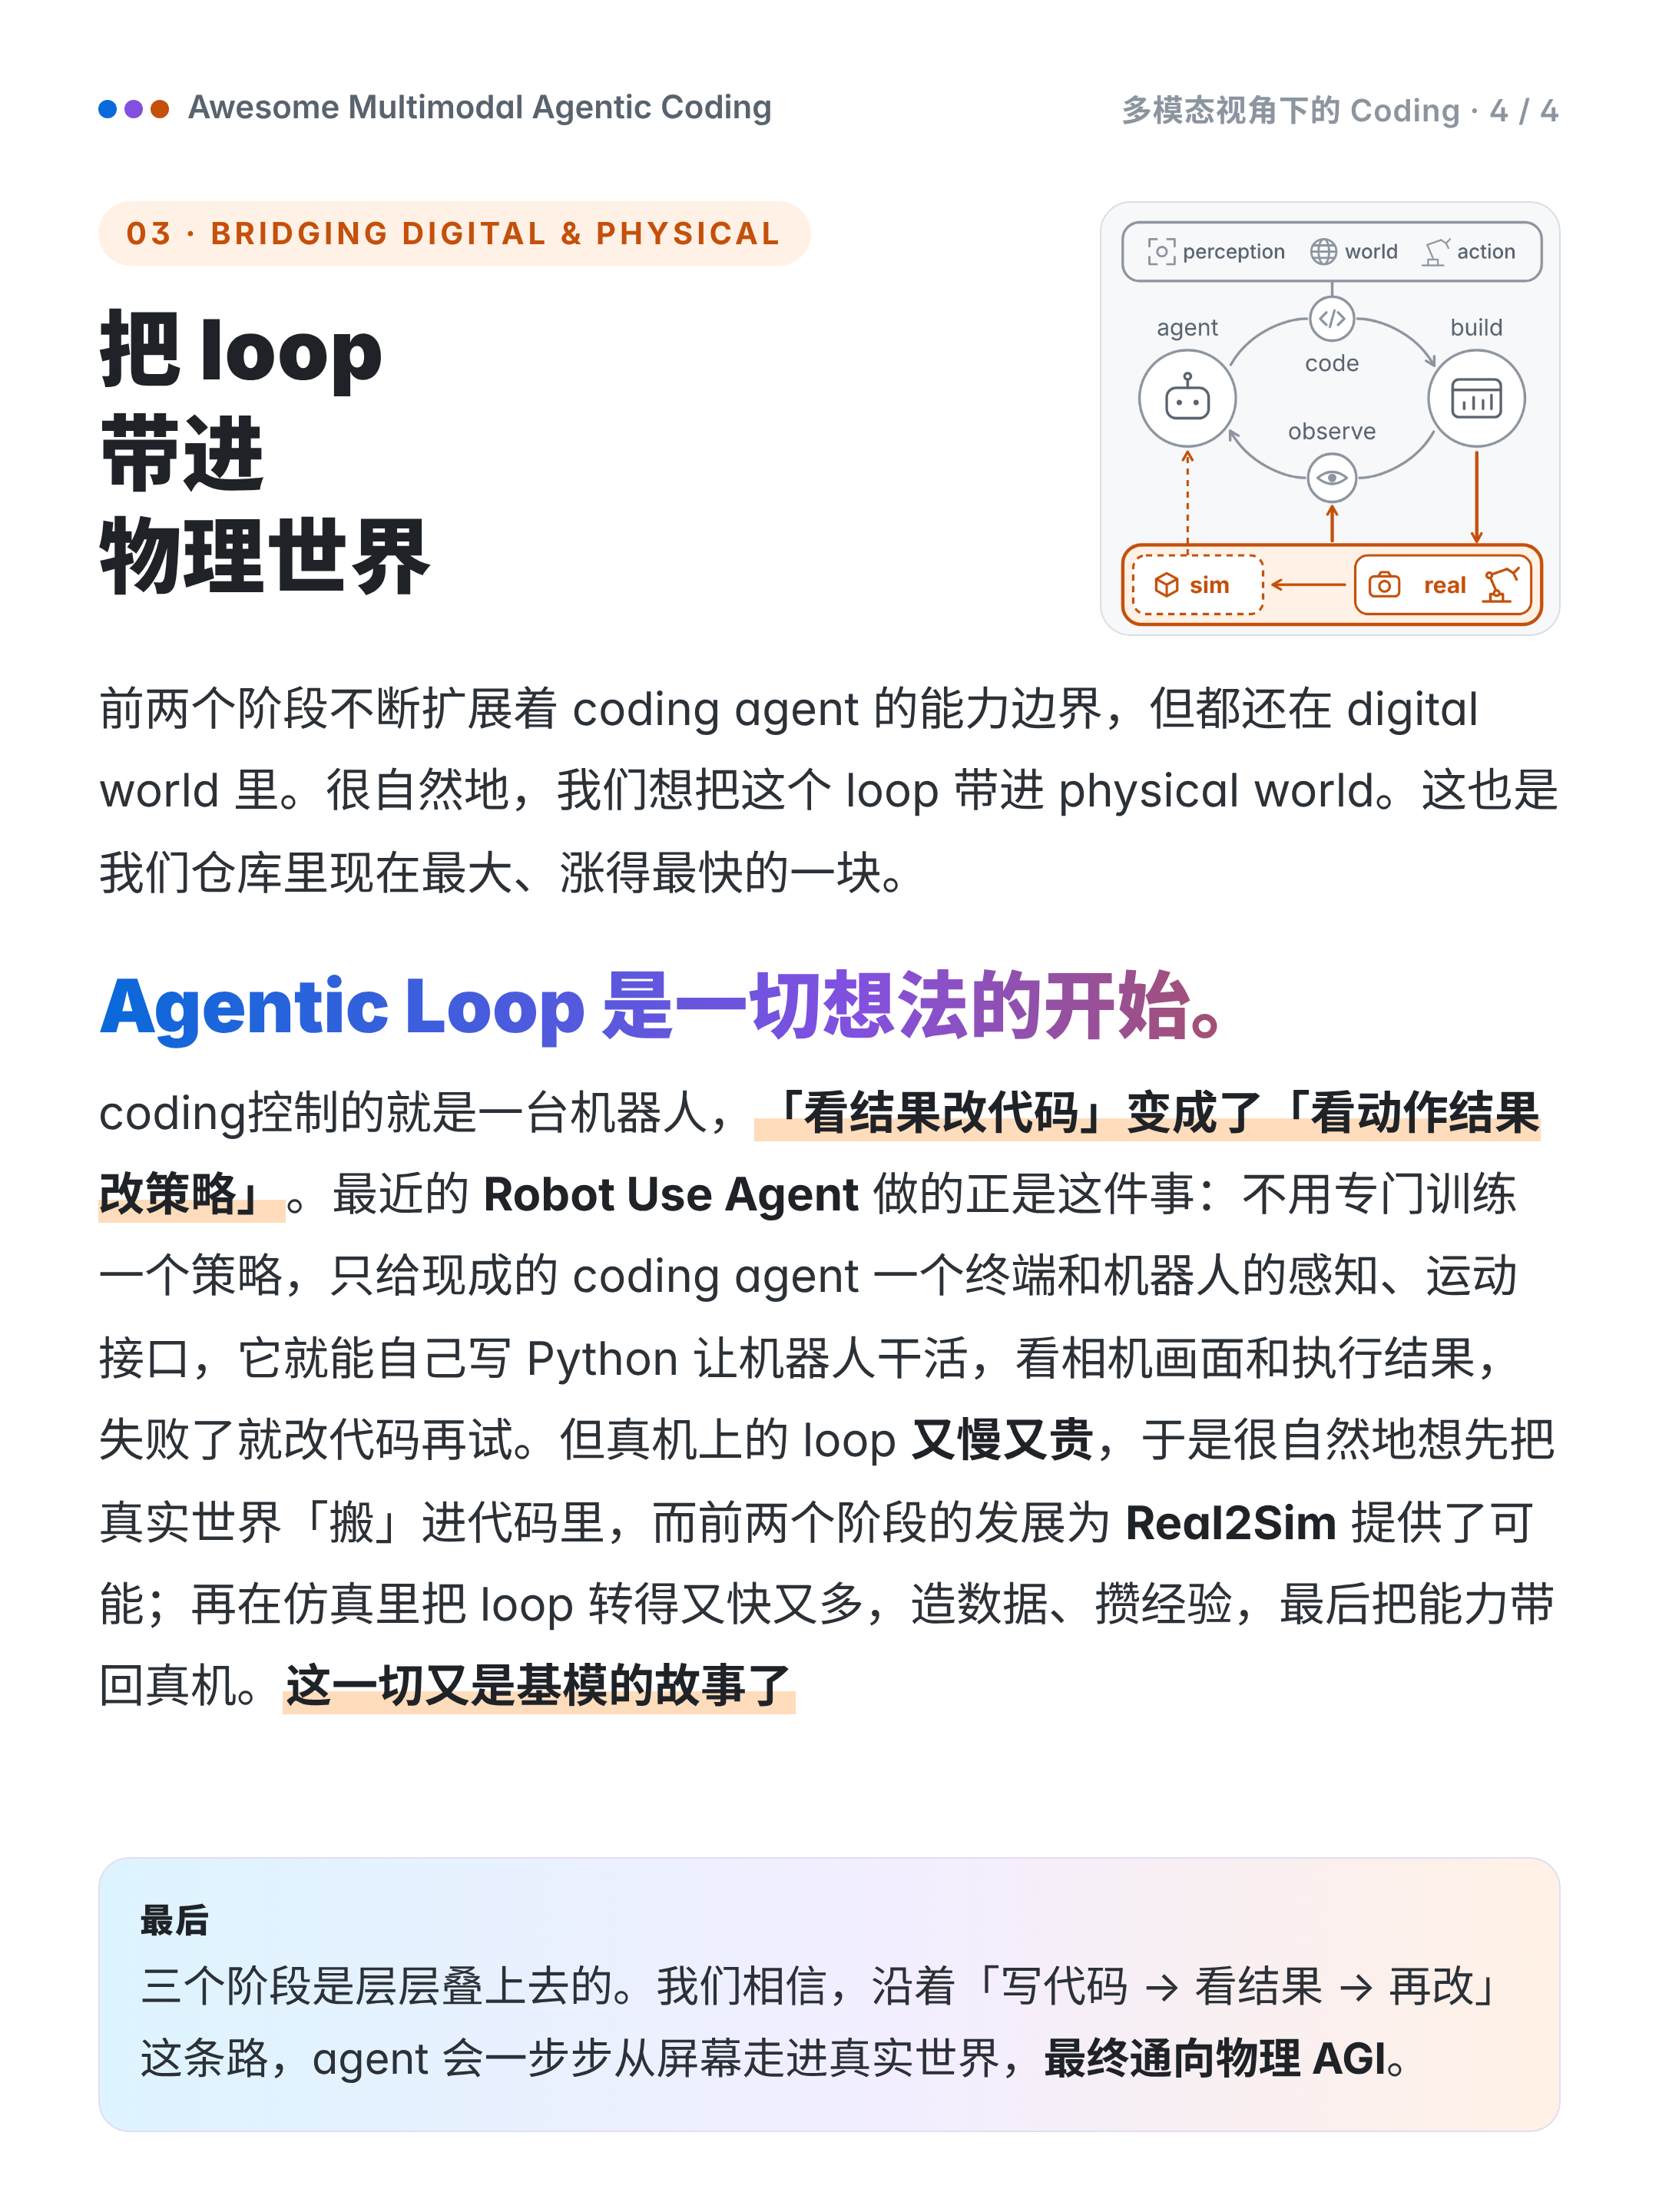 Awesome Multimodal Agentic Coding
多模态视角下的 Coding · 4 / 4
03 · BRIDGING DIGITAL & PHYSICAL
把 loop
带进
物理世界
perception world action
agent
build
code
observe
sim
real
前两个阶段不断扩展着 coding agent 的能力边界，但都还在 digital
world 里。很自然地，我们想把这个 loop 带进 physical world。这也是
我们仓库里现在最大、涨得最快的一块。
Agentic Loop 是一切想法的开始。
coding控制的就是一台机器人，「看结果改代码」变成了「看动作结果
改策略」。最近的 Robot Use Agent 做的正是这件事：不用专门训练
一个策略，只给现成的 coding agent 一个终端和机器人的感知、运动
接口，它就能自己写 Python 让机器人干活，看相机画面和执行结果，
失败了就改代码再试。但真机上的 loop 又慢又贵，于是很自然地想先把
真实世界「搬」进代码里，而前两个阶段的发展为 Real2Sim 提供了可
能；再在仿真里把 loop 转得又快又多，造数据、攒经验，最后把能力带
回真机。这一切又是基模的故事了
最后
三个阶段是层层叠上去的。我们相信，沿着「写代码 → 看结果 → 再改」
这条路，agent 会一步步从屏幕走进真实世界，最终通向物理 AGI。